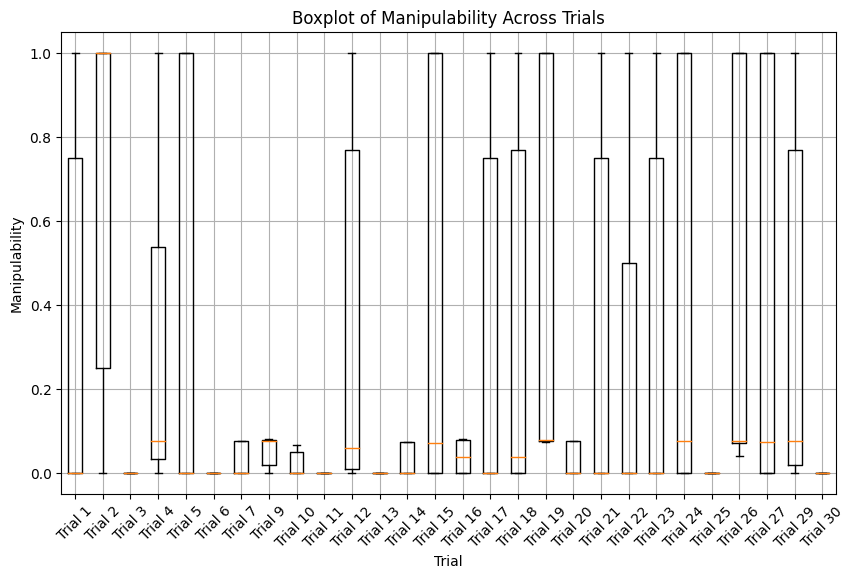 Boxplot of Manipulability Across Trials
1.0
0.8
0.6
0.4
0.2
0.0
Manipulability
Trial 1
Trial 2
Trial 3
Trial 4
Trial 5
Trial 6
Trial 7
Trial 9
Trial 10
Trial 11
Trial 12
Trial 13
Trial 14
Trial 15
Trial 16
Trial 17
Trial 18
Trial 19
Trial 20
Trial 21
Trial 22
Trial 23
Trial 24
Trial 25
Trial 26
Trial 27
Trial 29
Trial 30
Trial